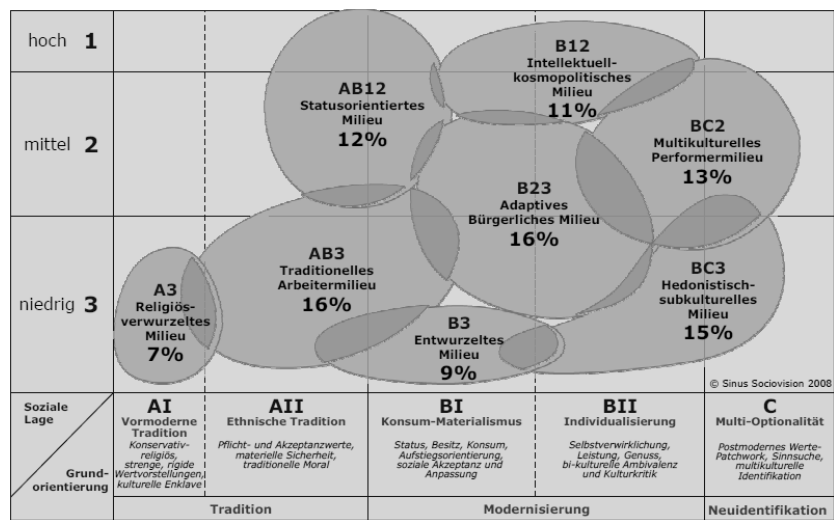 hoch 1
mittel 2
niedrig 3
B12
Intellektuell-
kosmopolitisches
Milieu
11%
AB12
Statusorientiertes
Milieu
12%
BC2
Multikulturelles
Performermilieu
13%
B23
Adaptives
Bürgerliches Milieu
16%
AB3
Traditionelles
Arbeitermilieu
16%
A3
Religiös-
verwurzeltes
Milieu
7%
B3
Entwurzeltes
Milieu
9%
BC3
Hedonistisch-
subkulturelles
Milieu
15%
© Sinus Sociovision 2008
Soziale
Lage
Grund-
orientierung
AI
Vormoderne
Tradition
Konservativ-
religiös,
strenge, rigide
Wertvorstellungen,
kulturelle Enklave
AII
Ethnische Tradition
Pflicht- und Akzeptanzwerte,
materielle Sicherheit,
traditionelle Moral
BI
Konsum-Materialismus
Status, Besitz, Konsum,
Aufstiegsorientierung,
soziale Akzeptanz und
Anpassung
BII
Individualisierung
Selbstverwirklichung,
Leistung, Genuss,
bi-kulturelle Ambivalenz
und Kulturkritik
C
Multi-Optionalität
Postmodernes Werte-
Patchwork, Sinnsuche,
multikulturelle
Identifikation
Tradition
Modernisierung
Neuidentifikation